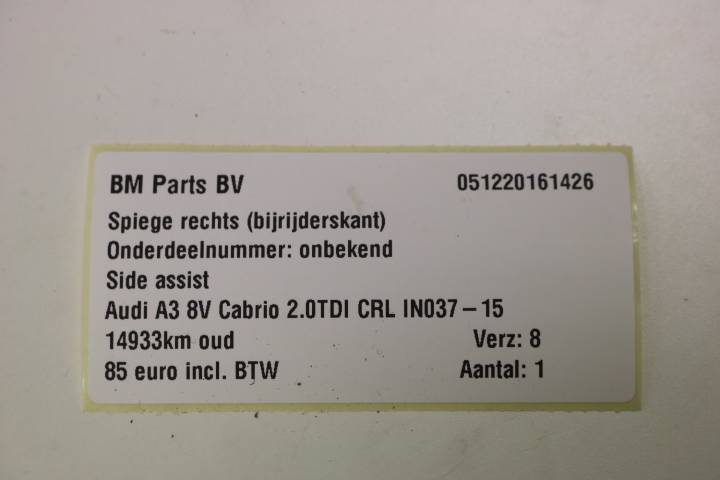 BM Parts BV 051220161426
Spiege rechts (bijrijderskant)
Onderdeelnummer: onbekend
Side assist
Audi A3 8V Cabrio 2.0TDI CRL IN037 – 15
14933km oud Verz: 8
85 euro incl. BTW Aantal: 1